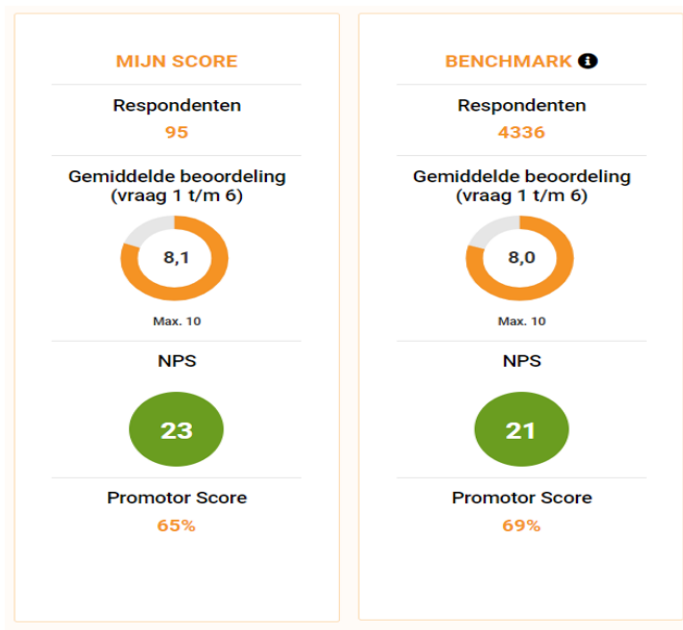 MIJN SCORE
Respondenten
95
Gemiddelde beoordeling
(vraag 1 t/m 6)
8,1
Max. 10
NPS
23
Promotor Score
65%
BENCHMARK
Respondenten
4336
Gemiddelde beoordeling
(vraag 1 t/m 6)
8,0
Max. 10
NPS
21
Promotor Score
69%